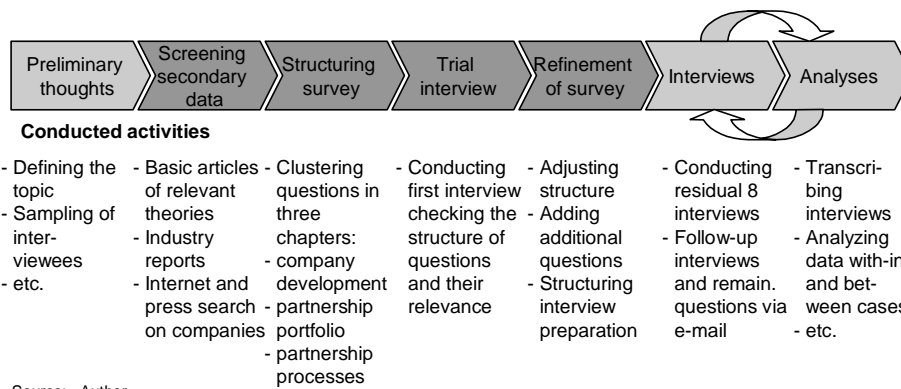 Preliminary
thoughts
Screening
secondary
data
Structuring
survey
Trial
interview
Refinement
of survey
Interviews
Analyses
Conducted activities
- Defining the
topic
- Sampling of
inter-
viewees
- etc.
- Basic articles
of relevant
theories
- Industry
reports
- Internet and
press search
on companies
- Clustering
questions in
three
chapters:
- company
development
- partnership
portfolio
- partnership
processes
- Conducting
first interview
checking the
structure of
questions
and their
relevance
- Adjusting
structure
- Adding
additional
questions
- Structuring
interview
preparation
- Conducting
residual 8
interviews
- Follow-up
interviews
and remain.
questions via
e-mail
- Transcri-
bing
interviews
- Analyzing
data with-in
and bet-
ween cases
- etc.
Source: Author